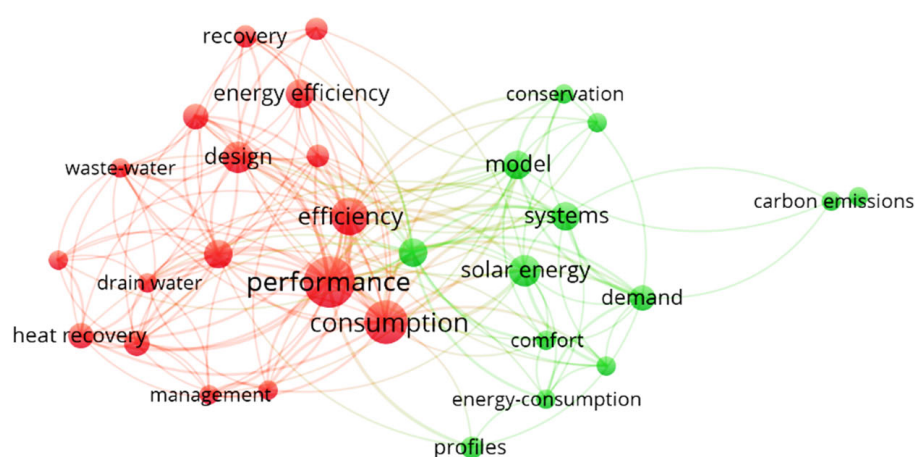 recovery
energy efficiency
conservation
design
model
waste-water
carbon emissions
efficiency
systems
solar energy
drain water
performance
demand
consumption
heat recovery
comfort
management
energy-consumption
profiles